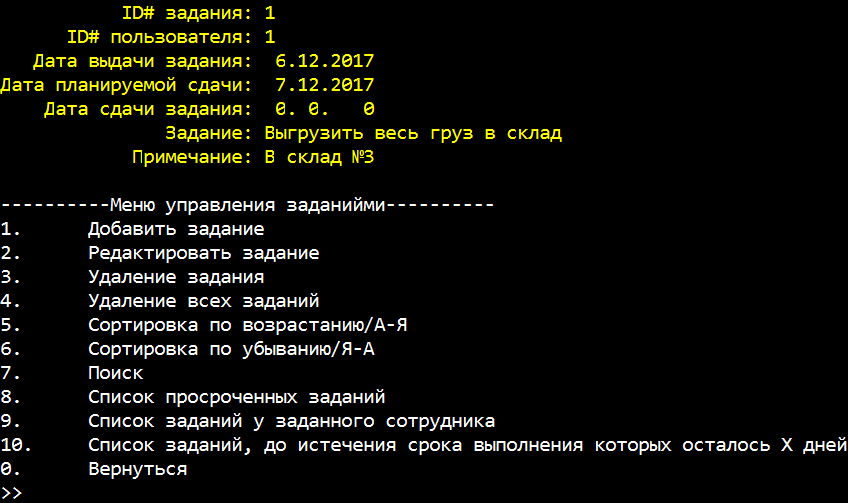 ID# задания: 1
ID# пользователя: 1
Дата выдачи задания:  6.12.2017
Дата планируемой сдачи:  7.12.2017
Дата сдачи задания:  0. 0.   0
Задание: Выгрузить весь груз в склад
Примечание: В склад №3
----------Меню управления заданийми----------
1.      Добавить задание
2.      Редактировать задание
3.      Удаление задания
4.      Удаление всех заданий
5.      Сортировка по возрастанию/А-Я
6.      Сортировка по убыванию/Я-А
7.      Поиск
8.      Список просроченных заданий
9.      Список заданий у заданного сотрудника
10.     Список заданий, до истечения срока выполнения которых осталось X дней
0.      Вернуться
>>